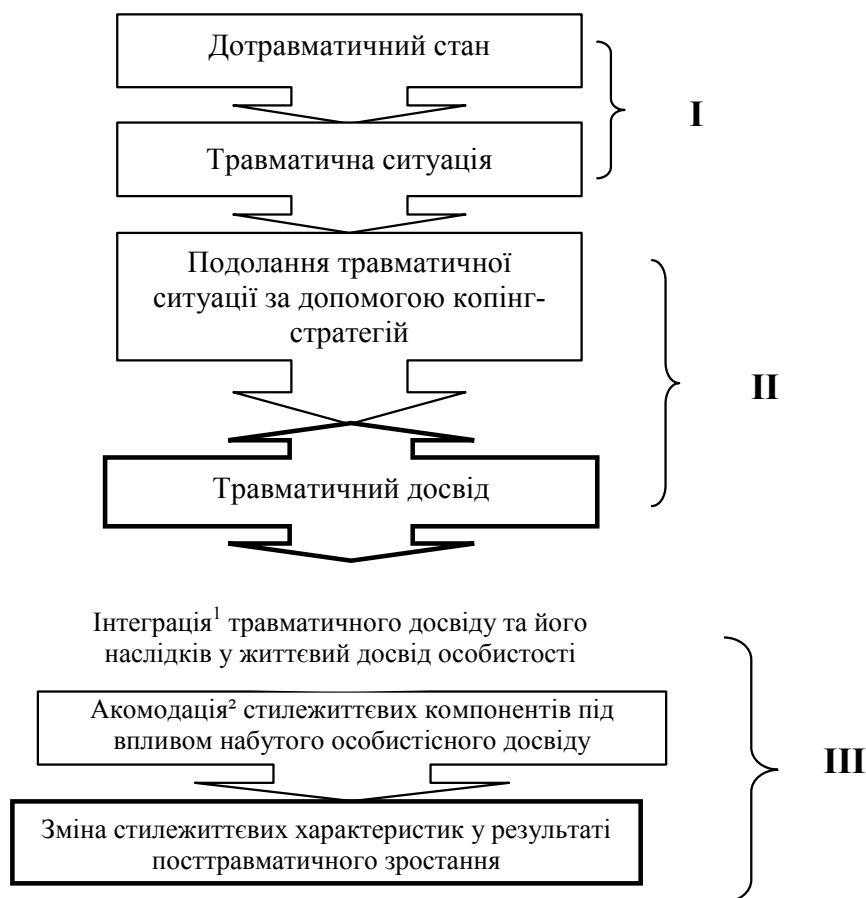 Дотравматичний стан
I
Травматична ситуація
Подолання травматичної
ситуації за допомогою копінг-
стратегій
II
Травматичний досвід
Інтеграція¹ травматичного досвіду та його
наслідків у життєвий досвід особистості
Акомодація² стилежиттєвих компонентів під
впливом набутого особистісного досвіду
III
Зміна стилежиттєвих характеристик у результаті
посттравматичного зростання